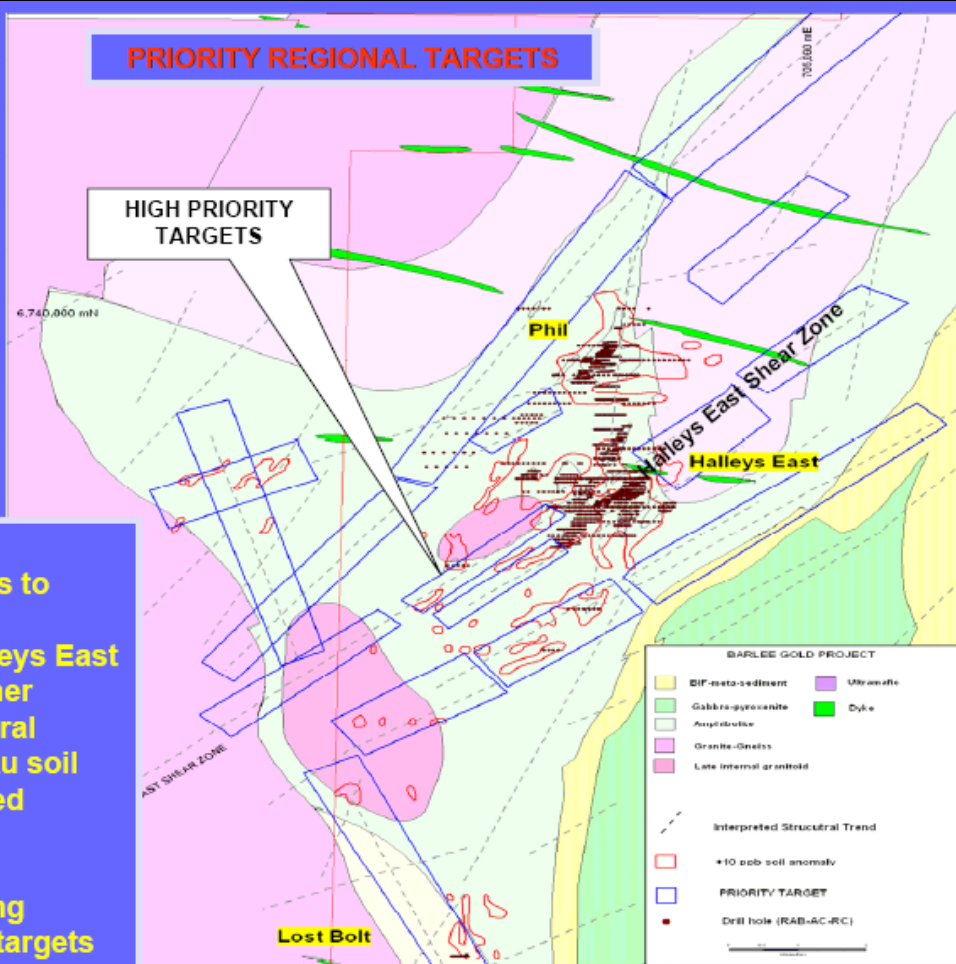 PRIORITY REGIONAL TARGETS
705,000 mE
HIGH PRIORITY
TARGETS
6,740,000 mN
Phil
Halleys East Shear Zone
Halleys East
s to
eys East
er
ral
u soil
ed
ng
targets
AST SHEAR ZONE
Lost Bolt
BARLEE GOLD PROJECT
BIF-meta-sediment
Ultramafic
Gabbro-pyroxenite
Dyke
Amphibolite
Granite-Gneiss
Late internal granitoid
Interpreted Strucutral Trend
+10 ppb soil anomaly
PRIORITY TARGET
Drill hole (RAB-AC-RC)